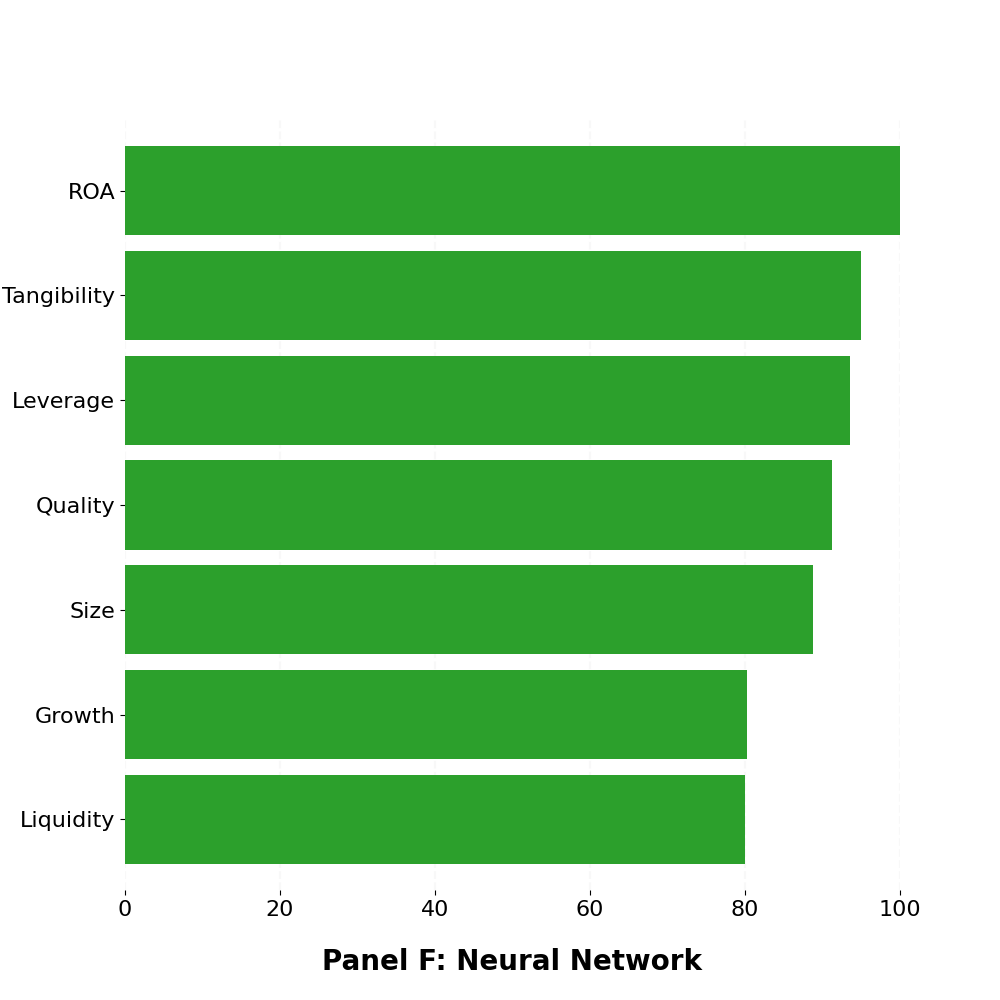 ROA
Tangibility
Leverage
Quality
Size
Growth
Liquidity
0 20 40 60 80 100
Panel F: Neural Network